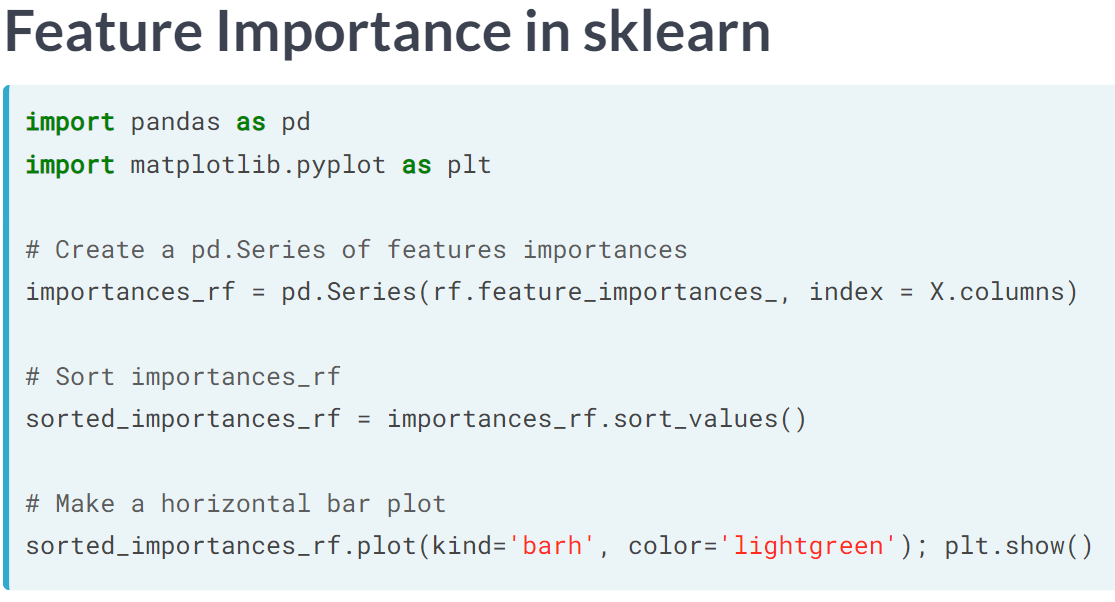 Feature Importance in sklearn
import pandas as pd
import matplotlib.pyplot as plt
# Create a pd.Series of features importances
importances_rf = pd.Series(rf.feature_importances_, index = X.columns)
# Sort importances_rf
sorted_importances_rf = importances_rf.sort_values()
# Make a horizontal bar plot
sorted_importances_rf.plot(kind='barh', color='lightgreen'); plt.show()